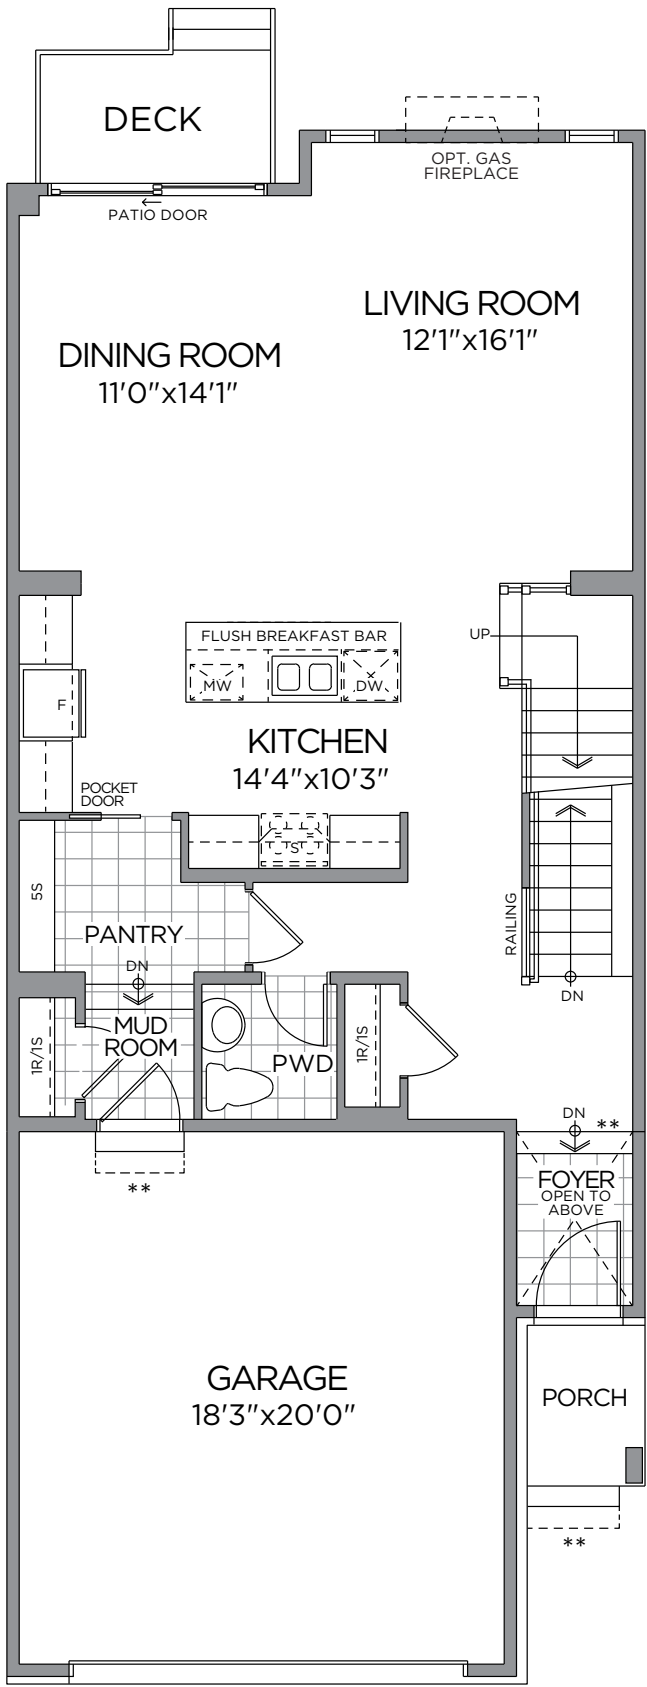 DECK
OPT. GAS
FIREPLACE
PATIO DOOR
LIVING ROOM
12'1"x16'1"
DINING ROOM
11'0"x14'1"
FLUSH BREAKFAST BAR
UP
MW
DW
F
KITCHEN
14'4"x10'3"
POCKET
DOOR
S
5S
RAILING
PANTRY
DN
DN
MUD
ROOM
1R/1S
PWD
1R/1S
DN
**
FOYER
OPEN TO
ABOVE
**
GARAGE
18'3"x20'0"
PORCH
**